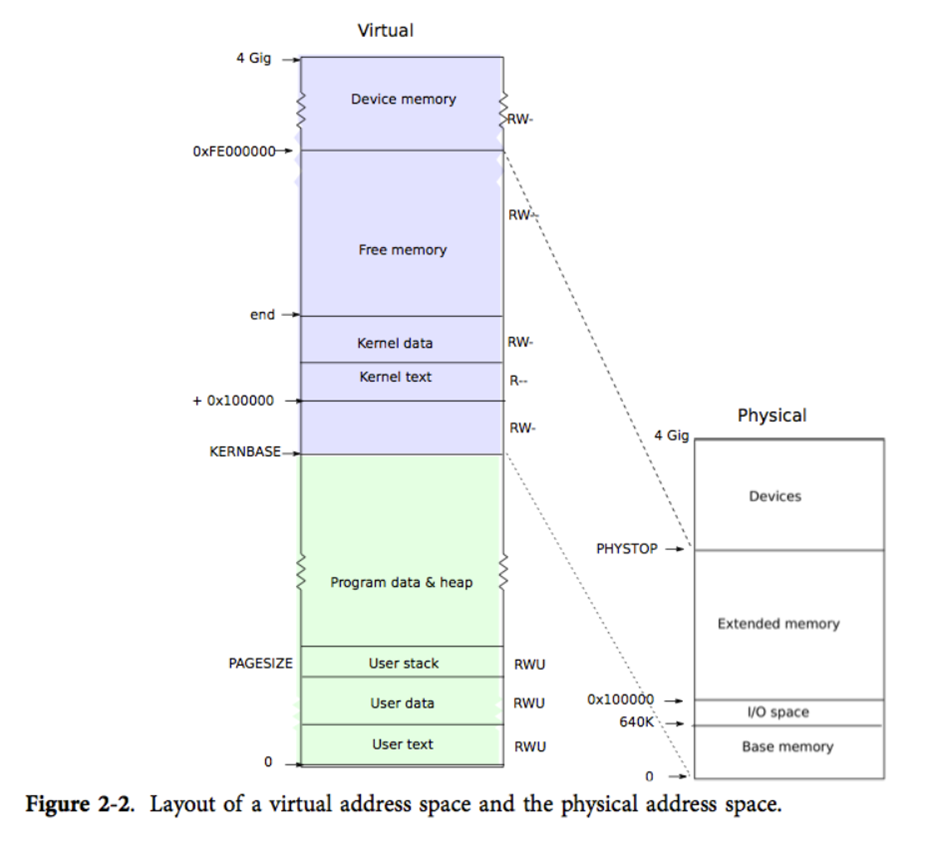 Virtual
4 Gig
Device memory
RW-
0xFE000000
RW--
Free memory
end
Kernel data
RW-
Kernel text
R--
+ 0x100000
RW-
KERNBASE
Program data & heap
PAGESIZE
User stack
RWU
User data
RWU
User text
RWU
0
Physical
4 Gig
Devices
PHYSTOP
Extended memory
0x100000
I/O space
640K
Base memory
0
Figure 2-2. Layout of a virtual address space and the physical address space.